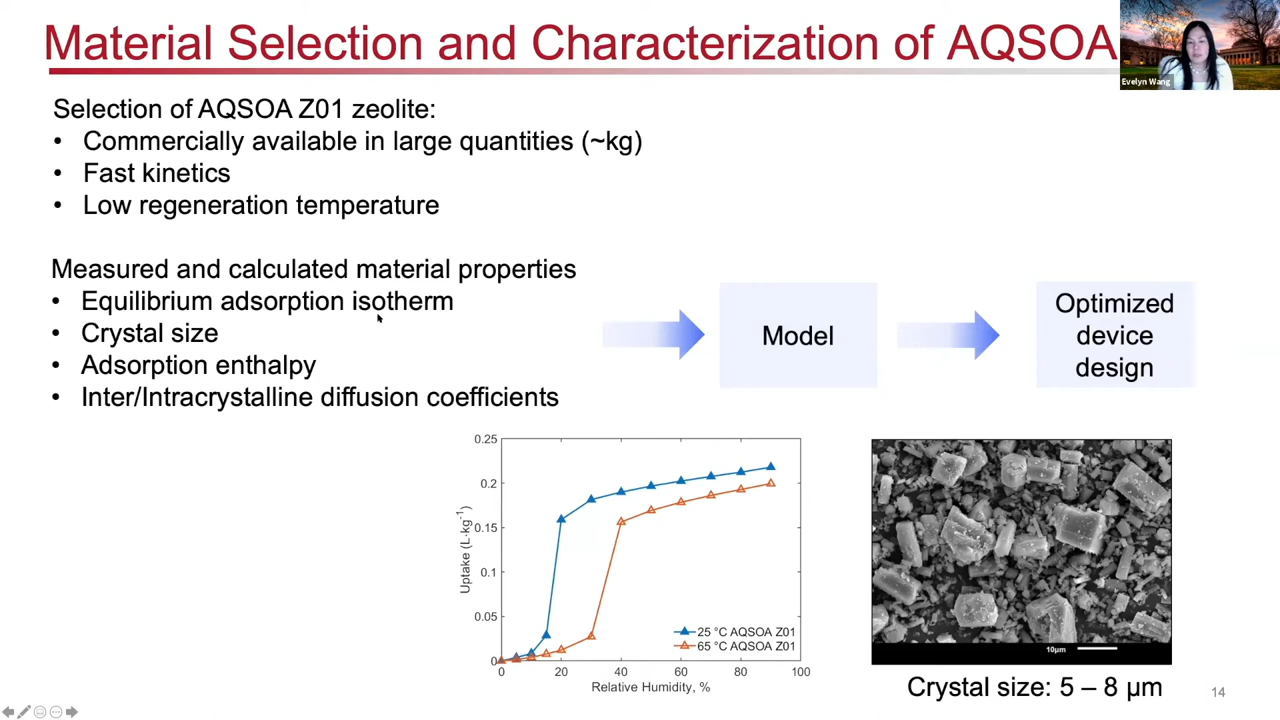 Material Selection and Characterization of AQSOA
Evelyn Wang
Selection of AQSOA Z01 zeolite:
• Commercially available in large quantities (~kg)
• Fast kinetics
• Low regeneration temperature
Measured and calculated material properties
• Equilibrium adsorption isotherm
• Crystal size
• Adsorption enthalpy
• Inter/Intracrystalline diffusion coefficients
Model
Optimized
device
design
0.25
0.2
0.15
0.1
0.05
0
Uptake (L·kg⁻¹)
25 °C AQSOA Z01
65 °C AQSOA Z01
0 20 40 60 80 100
Relative Humidity, %
10µm
Crystal size: 5 – 8 µm
14